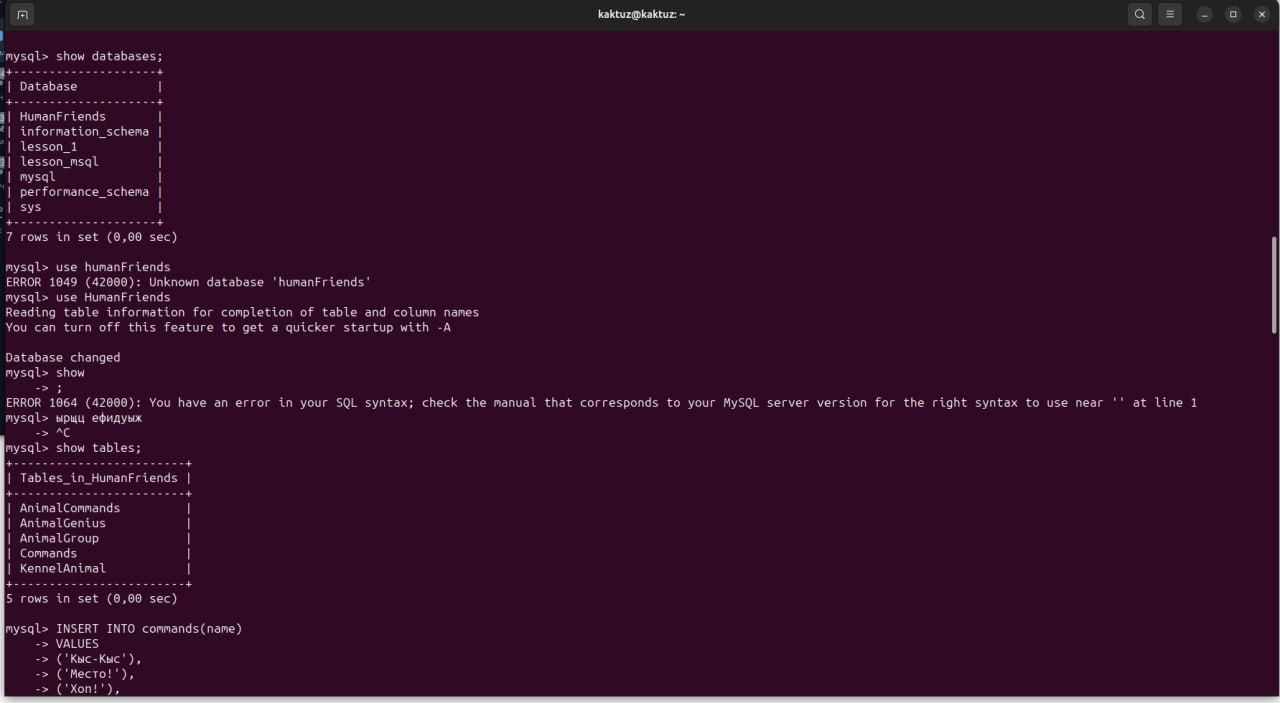 kaktuz@kaktuz: ~
mysql> show databases;
+--------------------+
| Database           |
+--------------------+
| HumanFriends       |
| information_schema |
| lesson_1           |
| lesson_msql        |
| mysql              |
| performance_schema |
| sys                |
+--------------------+
7 rows in set (0,00 sec)
mysql> use humanFriends
ERROR 1049 (42000): Unknown database 'humanFriends'
mysql> use HumanFriends
Reading table information for completion of table and column names
You can turn off this feature to get a quicker startup with -A
Database changed
mysql> show
    -> ;
ERROR 1064 (42000): You have an error in your SQL syntax; check the manual that corresponds to your MySQL server version for the right syntax to use near '' at line 1
mysql> ырщц ефидуыж
    -> ^C
mysql> show tables;
+------------------------+
| Tables_in_HumanFriends |
+------------------------+
| AnimalCommands         |
| AnimalGenius           |
| AnimalGroup            |
| Commands               |
| KennelAnimal           |
+------------------------+
5 rows in set (0,00 sec)
mysql> INSERT INTO commands(name)
    -> VALUES
    -> ('Кыс-Кыс'),
    -> ('Место!'),
    -> ('Хоп!'),